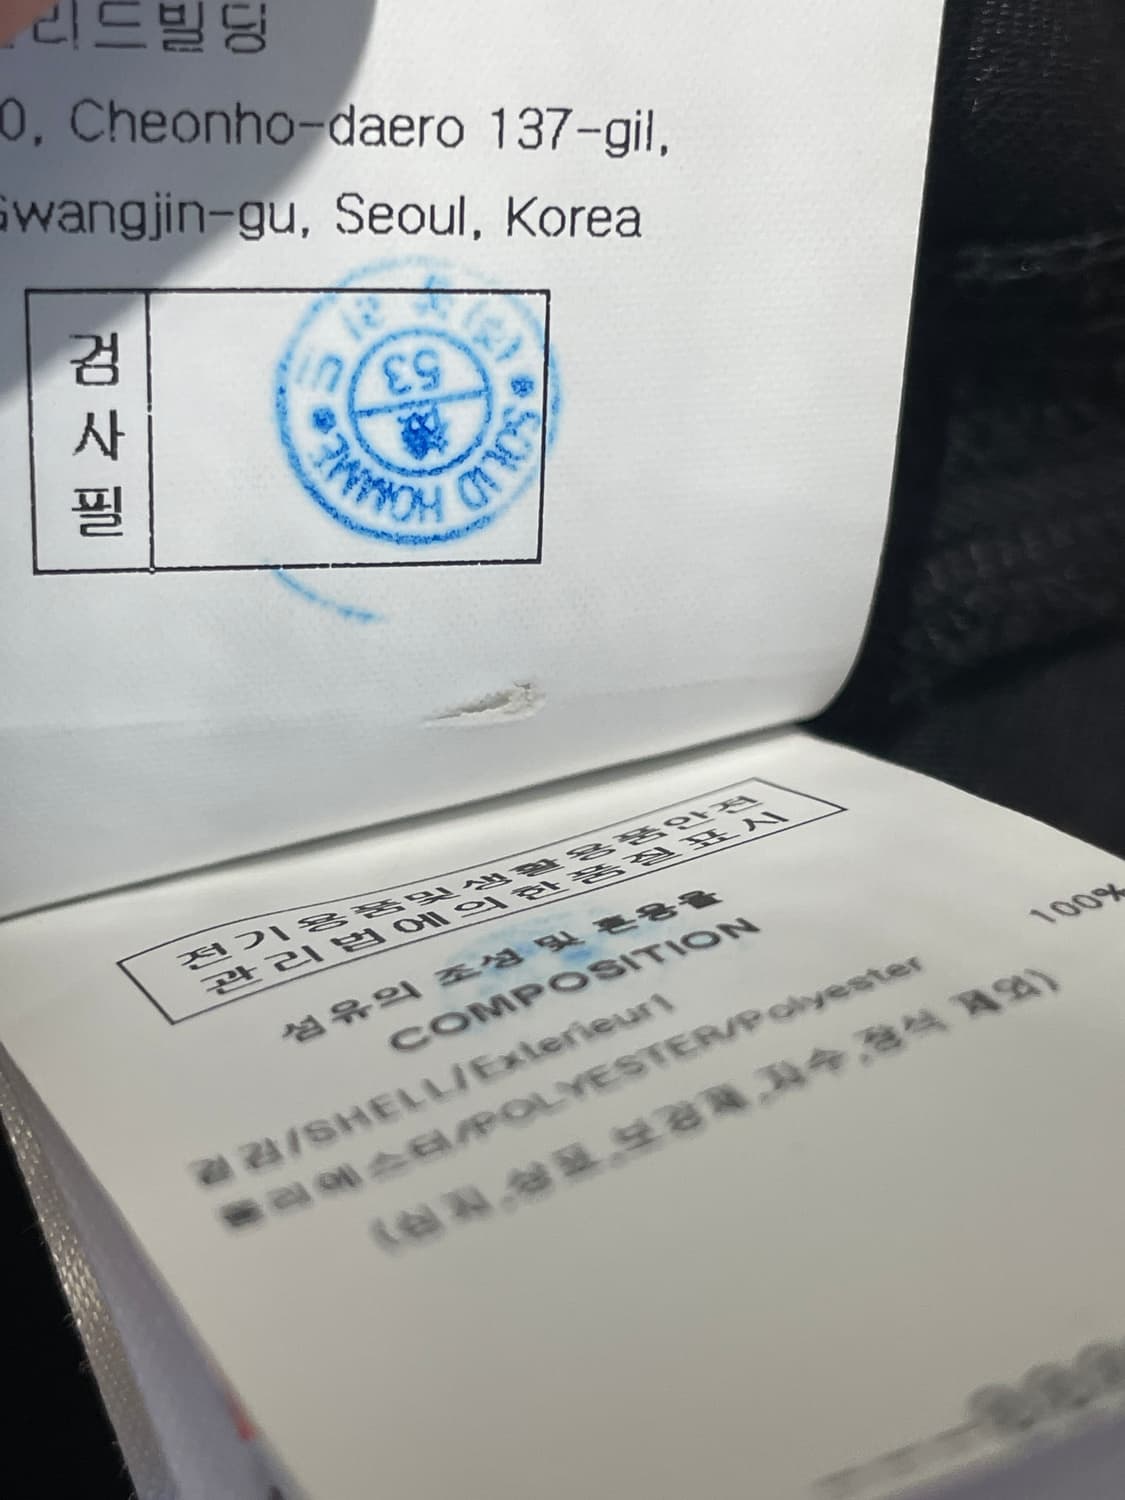 리드빌딩
0, Cheonho-daero 137-gil,
Gwangjin-gu, Seoul, Korea
검
사
필
53
SOLID HOMME
전기용품및생활용품안전
관리법에의한품질표시
섬유의 조성 및 혼용율
COMPOSITION
겉감/SHELL/Exterieur1
폴리에스터/POLYESTER/Polyester 100%
(심지,상표,보강재,자수,장식 제외)